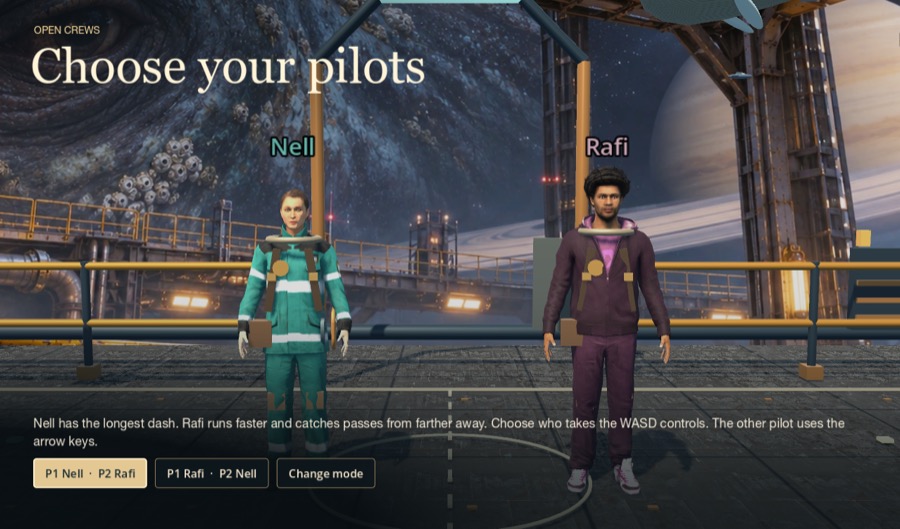 OPEN CREWS
Choose your pilots
Nell
Rafi
Nell has the longest dash. Rafi runs faster and catches passes from farther away. Choose who takes the WASD controls. The other pilot uses the
arrow keys.
P1 Nell · P2 Rafi
P1 Rafi · P2 Nell
Change mode